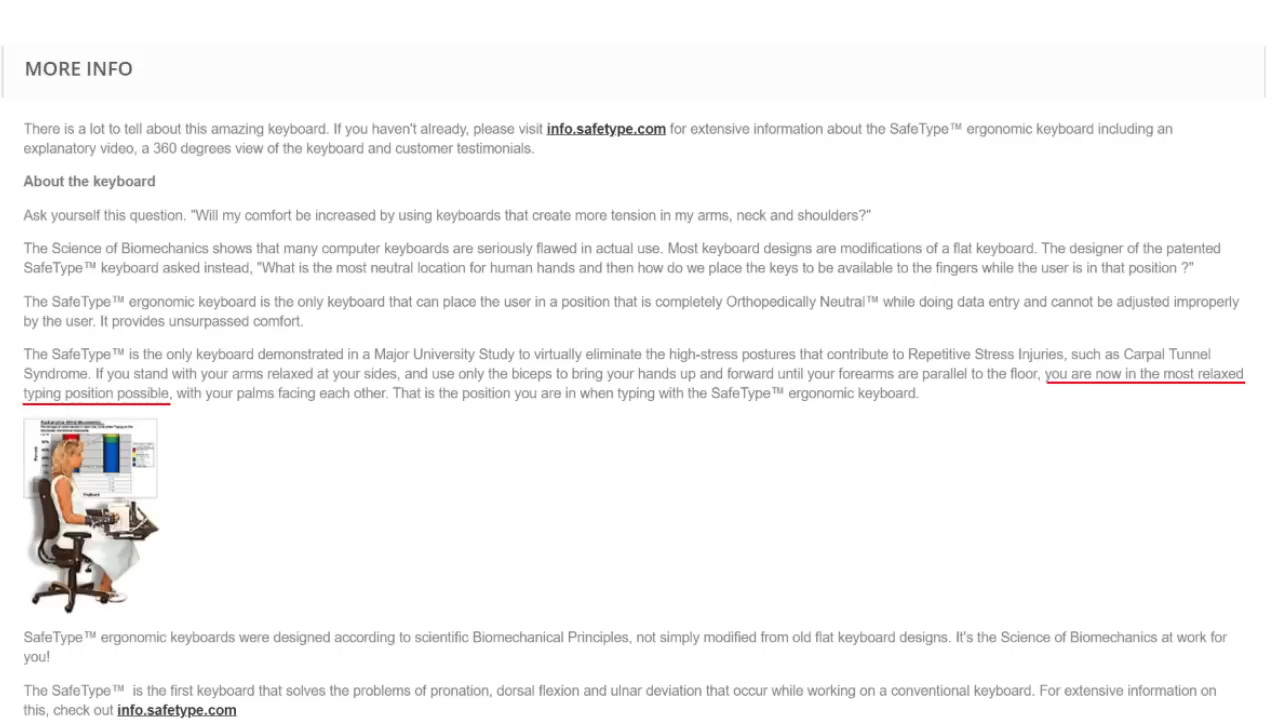 MORE INFO
There is a lot to tell about this amazing keyboard. If you haven't already, please visit info.safetype.com for extensive information about the SafeType™ ergonomic keyboard including an
explanatory video, a 360 degrees view of the keyboard and customer testimonials.
About the keyboard
Ask yourself this question. "Will my comfort be increased by using keyboards that create more tension in my arms, neck and shoulders?"
The Science of Biomechanics shows that many computer keyboards are seriously flawed in actual use. Most keyboard designs are modifications of a flat keyboard. The designer of the patented
SafeType™ keyboard asked instead, "What is the most neutral location for human hands and then how do we place the keys to be available to the fingers while the user is in that position ?"
The SafeType™ ergonomic keyboard is the only keyboard that can place the user in a position that is completely Orthopedically Neutral™ while doing data entry and cannot be adjusted improperly
by the user. It provides unsurpassed comfort.
The SafeType™ is the only keyboard demonstrated in a Major University Study to virtually eliminate the high-stress postures that contribute to Repetitive Stress Injuries, such as Carpal Tunnel
Syndrome. If you stand with your arms relaxed at your sides, and use only the biceps to bring your hands up and forward until your forearms are parallel to the floor, you are now in the most relaxed
typing position possible, with your palms facing each other. That is the position you are in when typing with the SafeType™ ergonomic keyboard.
SafeType™ ergonomic keyboards were designed according to scientific Biomechanical Principles, not simply modified from old flat keyboard designs. It's the Science of Biomechanics at work for
you!
The SafeType™ is the first keyboard that solves the problems of pronation, dorsal flexion and ulnar deviation that occur while working on a conventional keyboard. For extensive information on
this, check out info.safetype.com